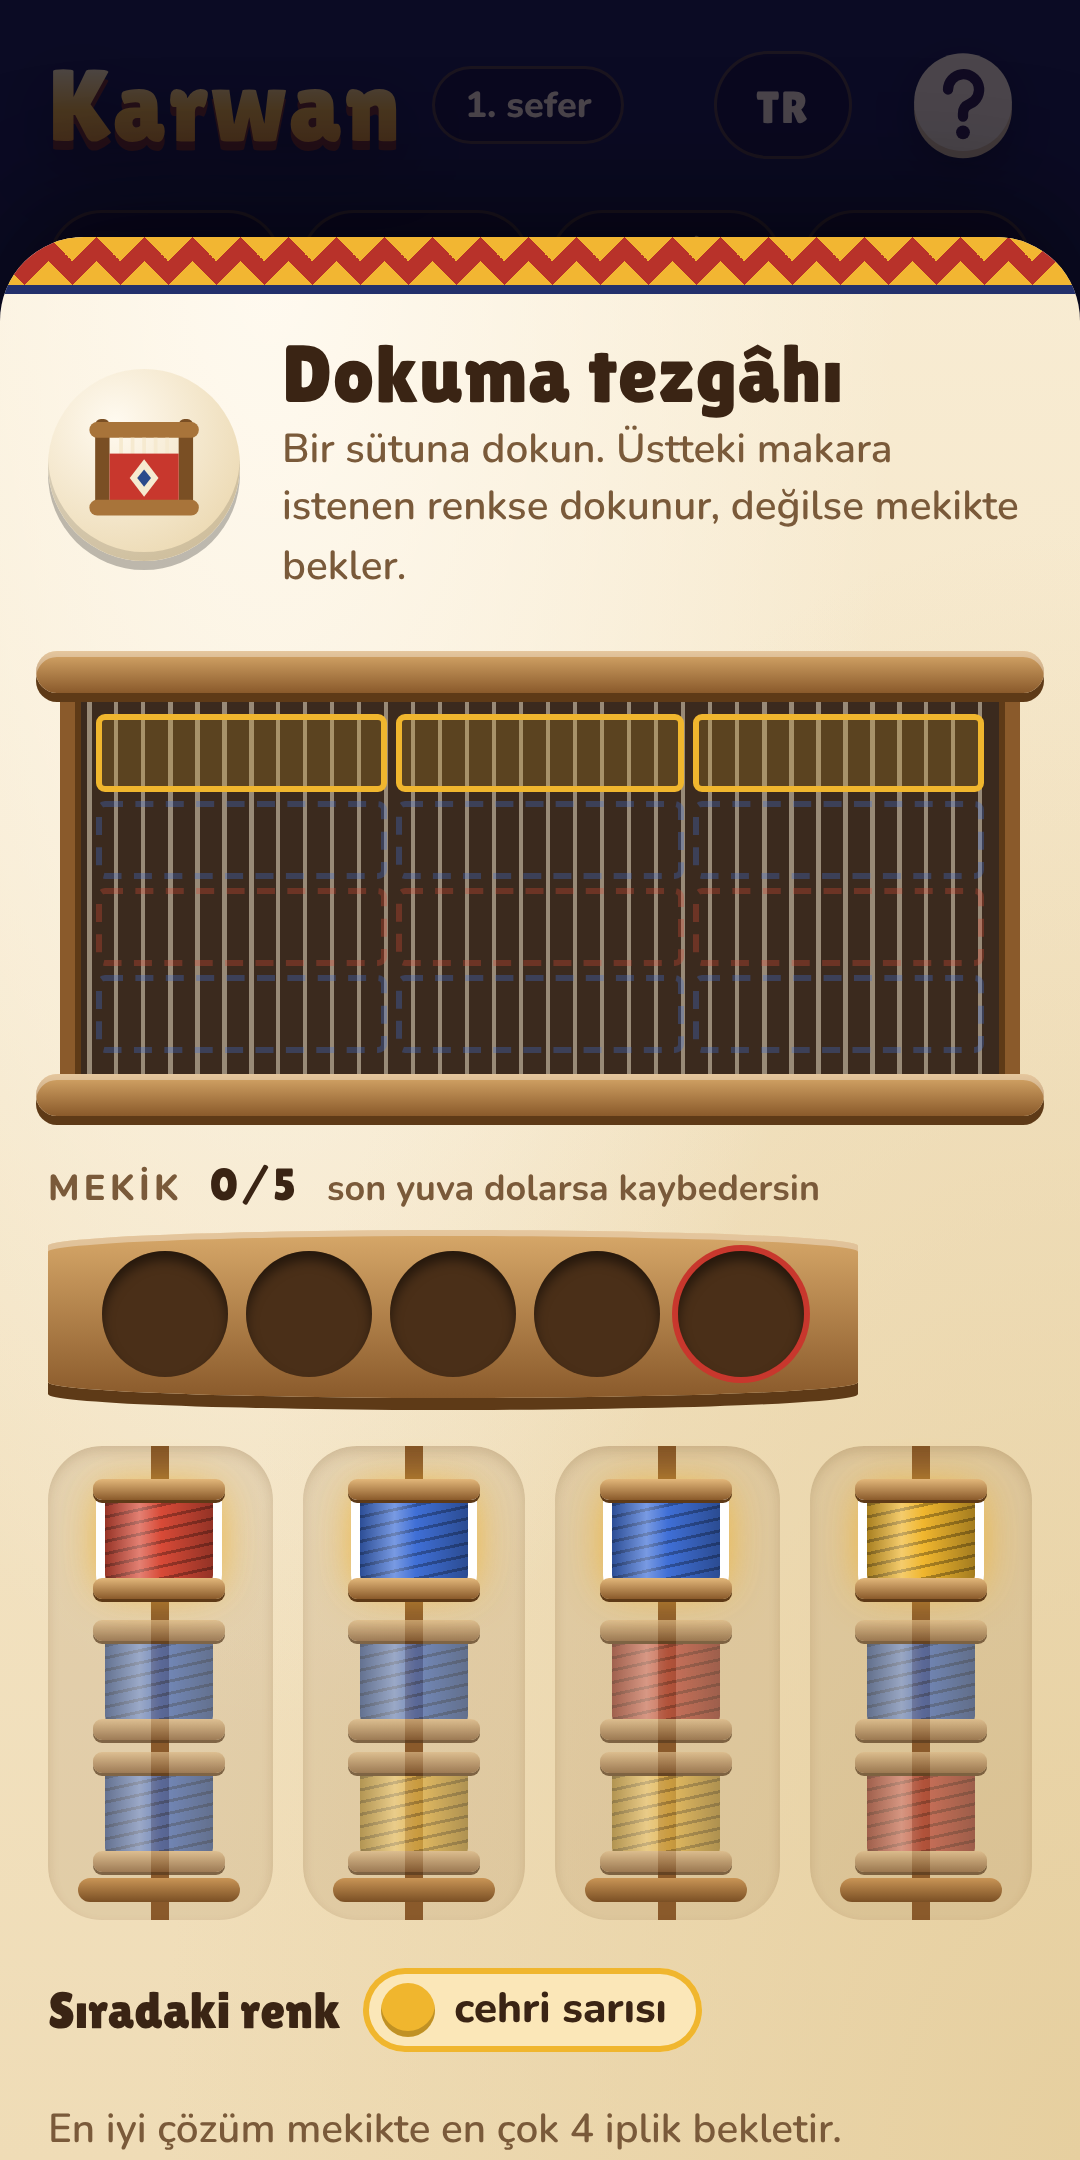 Karwan
1. sefer
TR
?
Dokuma tezgâhı
Bir sütuna dokun. Üstteki makara
istenen renkse dokunur, değilse mekikte
bekler.
MEKİK 0/5 son yuva dolarsa kaybedersin
Sıradaki renk cehri sarısı
En iyi çözüm mekikte en çok 4 iplik bekletir.